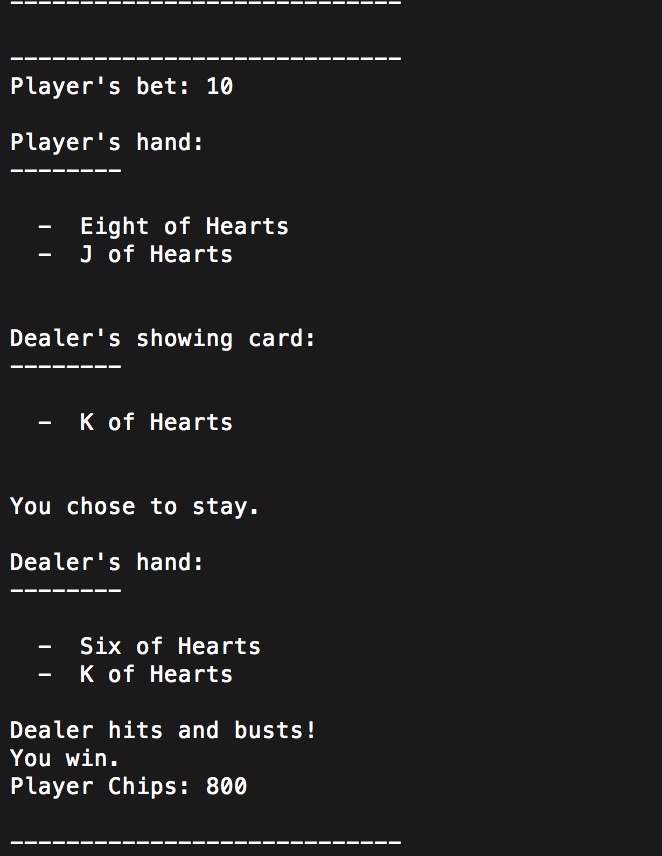 ----------------------------
----------------------------
Player's bet: 10
Player's hand:
--------
-  Eight of Hearts
-  J of Hearts
Dealer's showing card:
--------
-  K of Hearts
You chose to stay.
Dealer's hand:
--------
-  Six of Hearts
-  K of Hearts
Dealer hits and busts!
You win.
Player Chips: 800
----------------------------